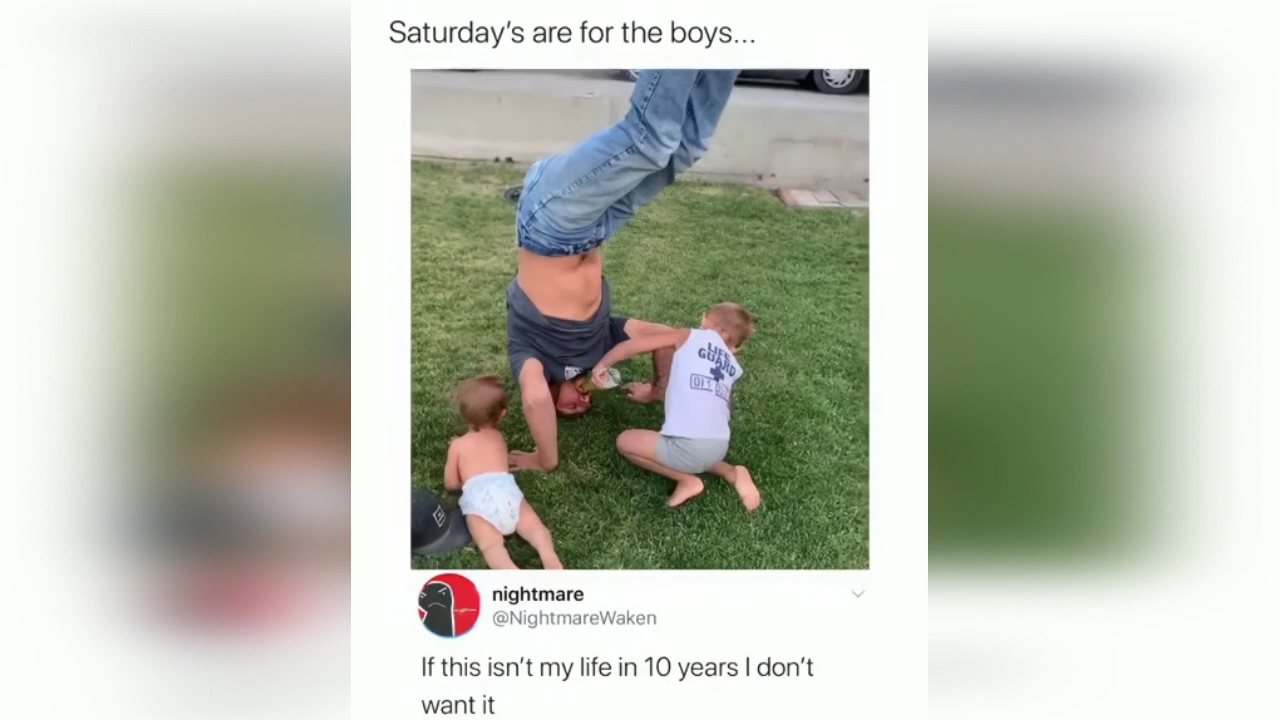 Saturday's are for the boys...
LIFE
GUARD
nightmare
@NightmareWaken
If this isn't my life in 10 years I don't
want it